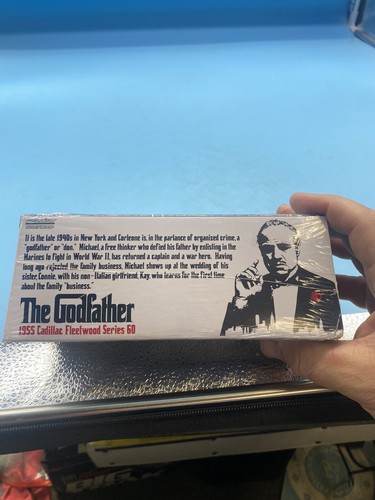 It is the late 1940s in New York and Corleone is, in the parlance of organised crime, a
"godfather" or "don." Michael, a free thinker who defied his father by enlisting in the
Marines to fight in World War II, has returned a captain and a war hero. Having
long ago rejected the family business, Michael shows up at the wedding of his
sister, Connie, with his non-Italian girlfriend, Kay, who learns for the first time
about the family "business."
The Godfather
1955 Cadillac Fleetwood Series 60